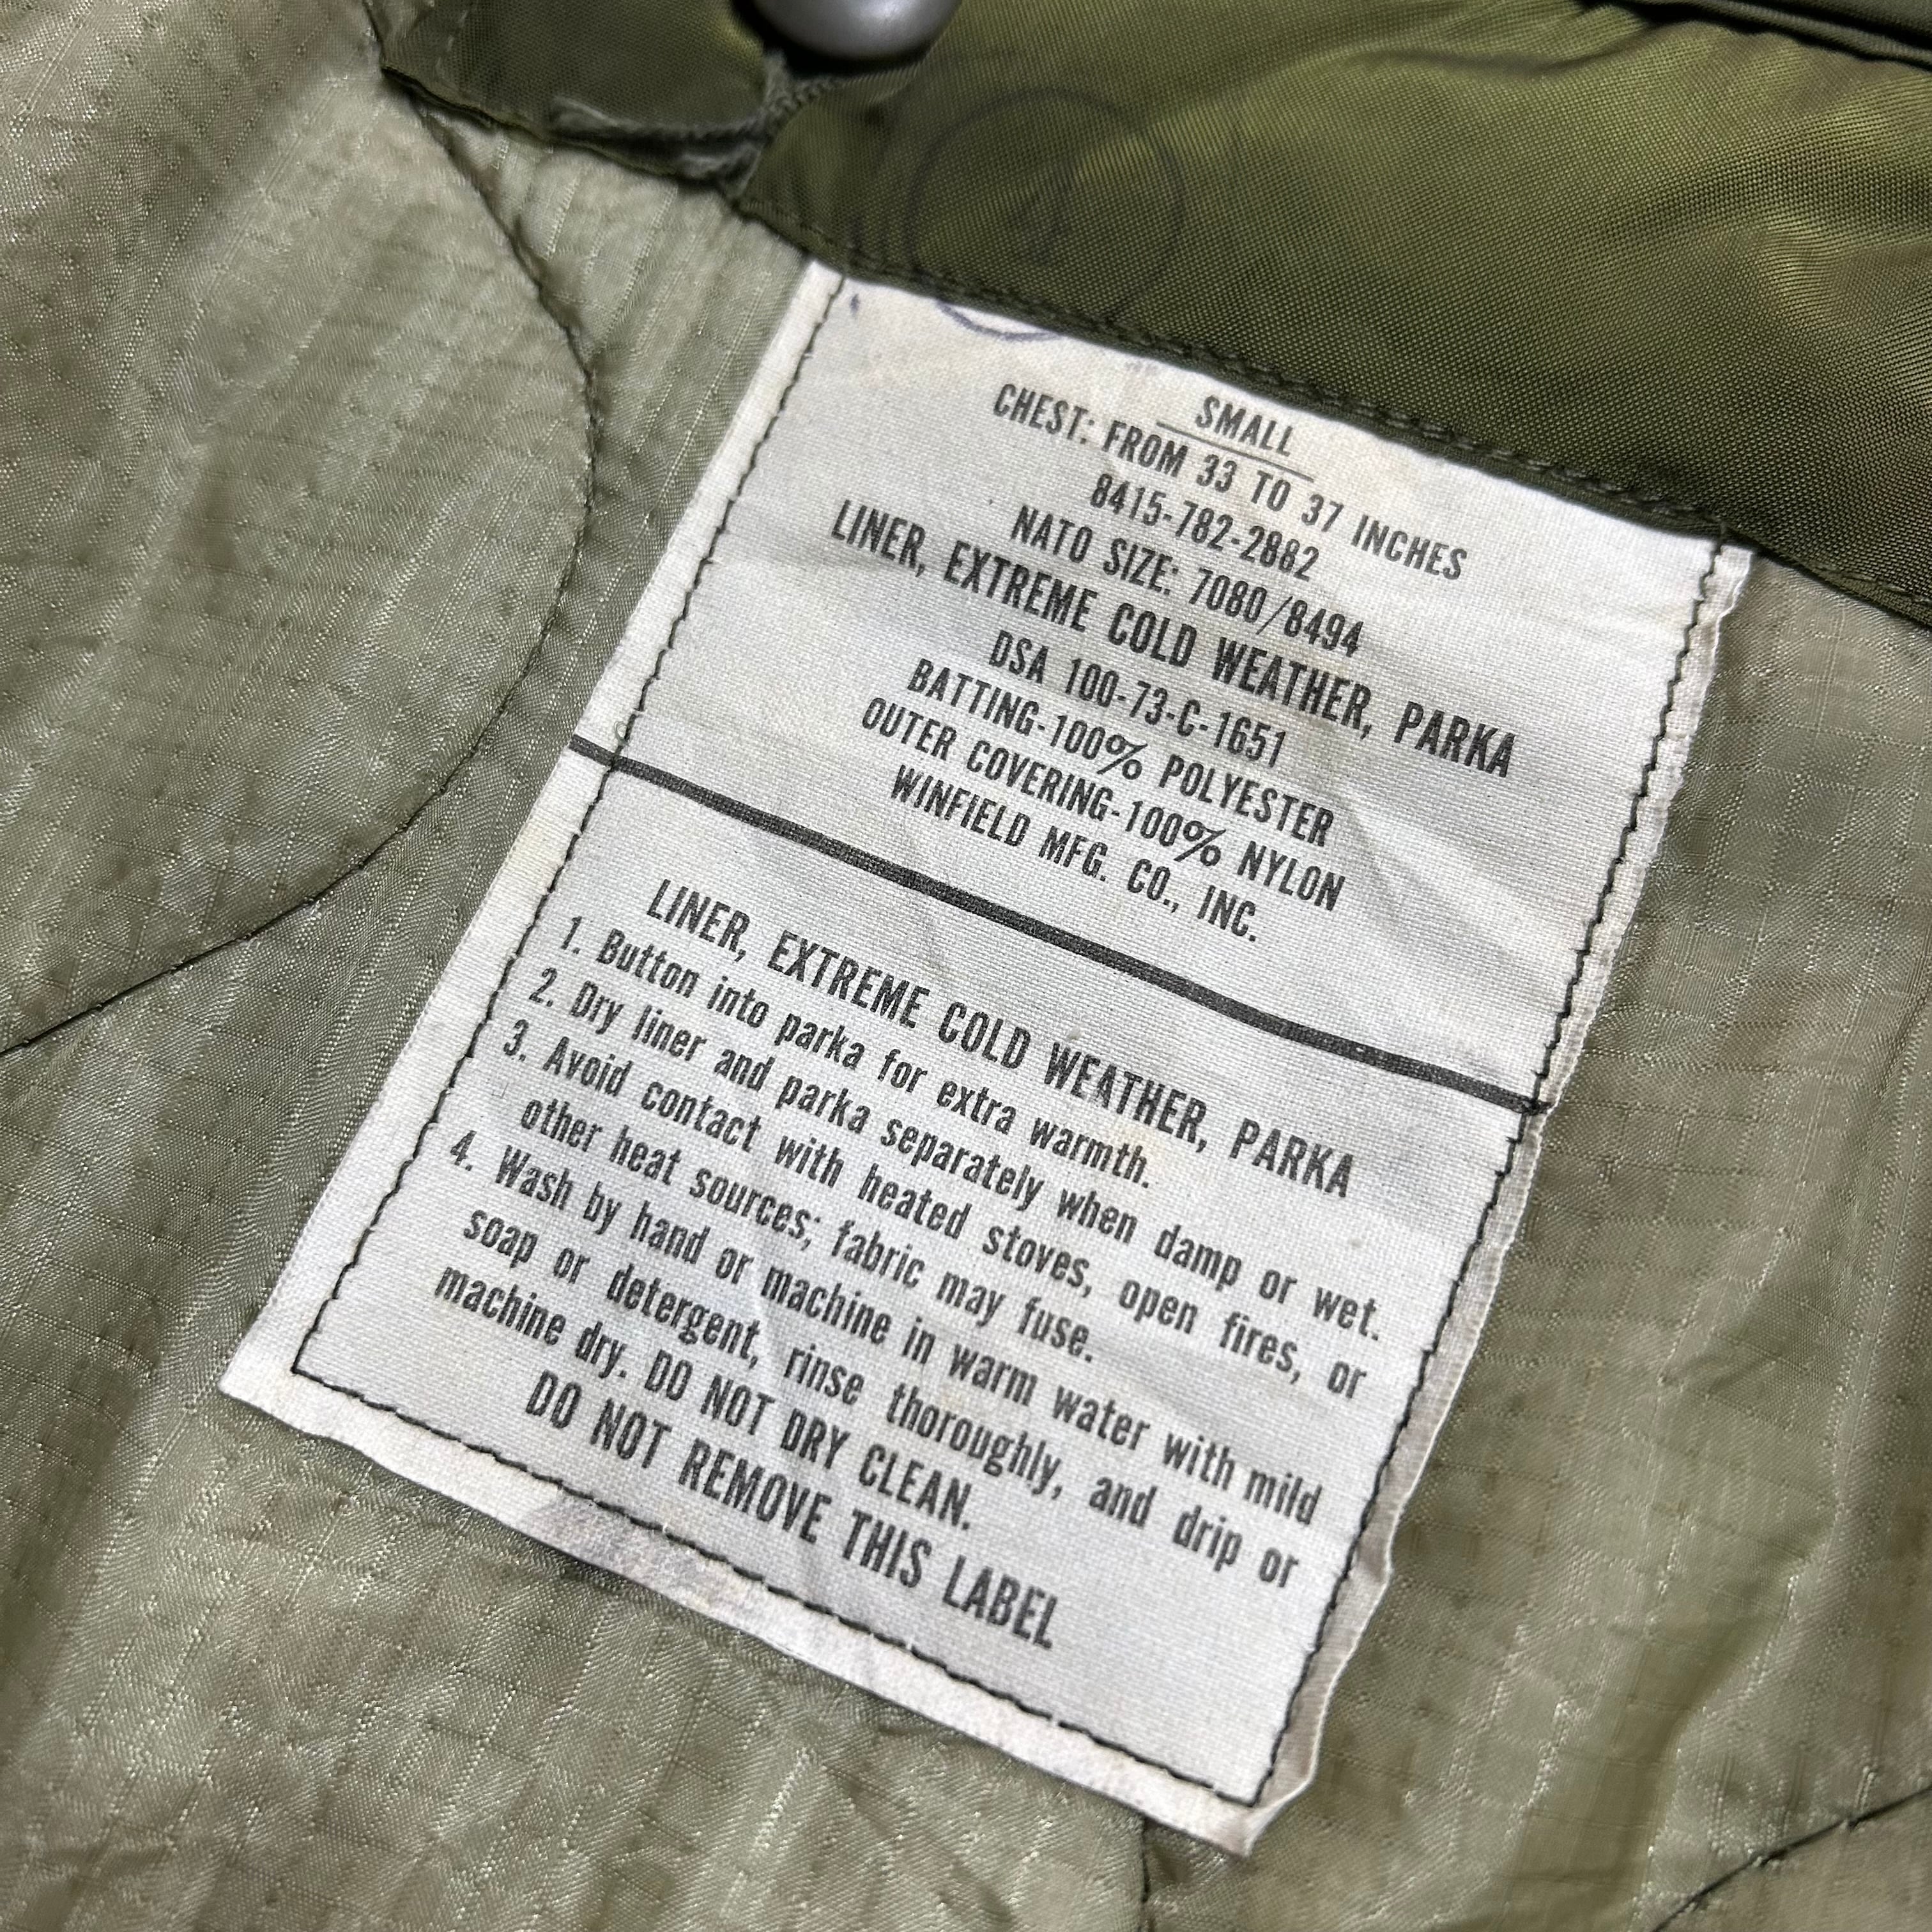 SMALL
CHEST: FROM 33 TO 37 INCHES
8415-782-2882
NATO SIZE: 7080/8494
LINER, EXTREME COLD WEATHER, PARKA
DSA 100-73-C-1651
BATTING-100% POLYESTER
OUTER COVERING-100% NYLON
WINFIELD MFG. CO., INC.
LINER, EXTREME COLD WEATHER, PARKA
1. Button into parka for extra warmth.
2. Dry liner and parka separately when damp or wet.
3. Avoid contact with heated stoves, open fires, or
other heat sources; fabric may fuse.
4. Wash by hand or machine in warm water with mild
soap or detergent, rinse thoroughly, and drip or
machine dry. DO NOT DRY CLEAN.
DO NOT REMOVE THIS LABEL